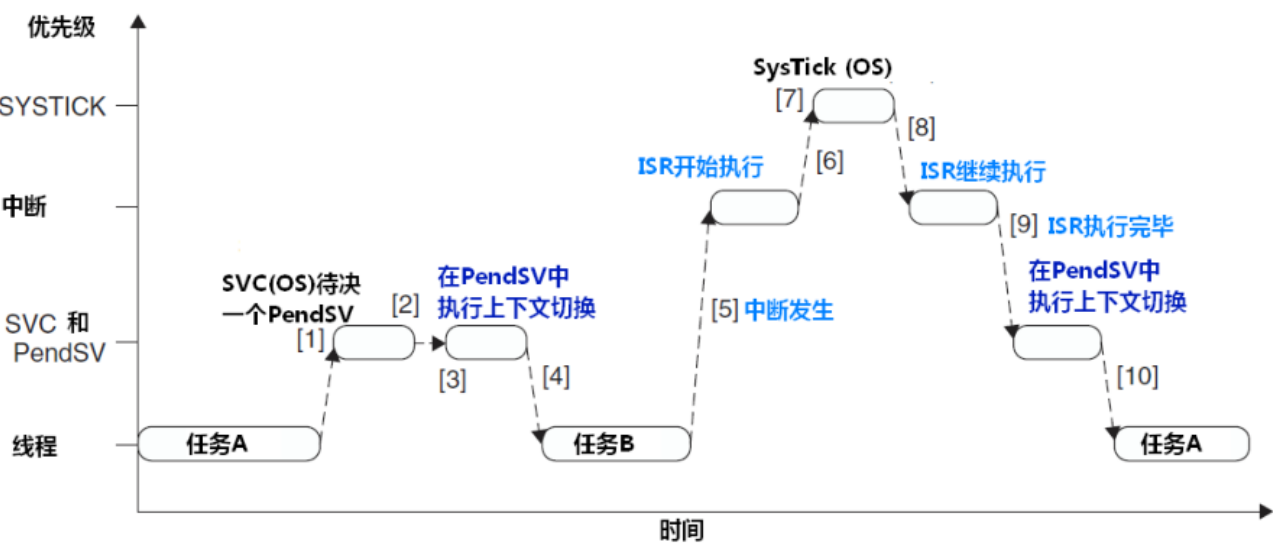 优先级
SysTick (OS)
SYSTICK
[7]
[8]
ISR开始执行
[6]
ISR继续执行
中断
[9] ISR执行完毕
SVC(OS)待决
一个PendSV
[2]
在PendSV中
执行上下文切换
在PendSV中
执行上下文切换
[5] 中断发生
SVC 和
PendSV
[1]
[3]
[4]
[10]
线程
任务A
任务B
任务A
时间